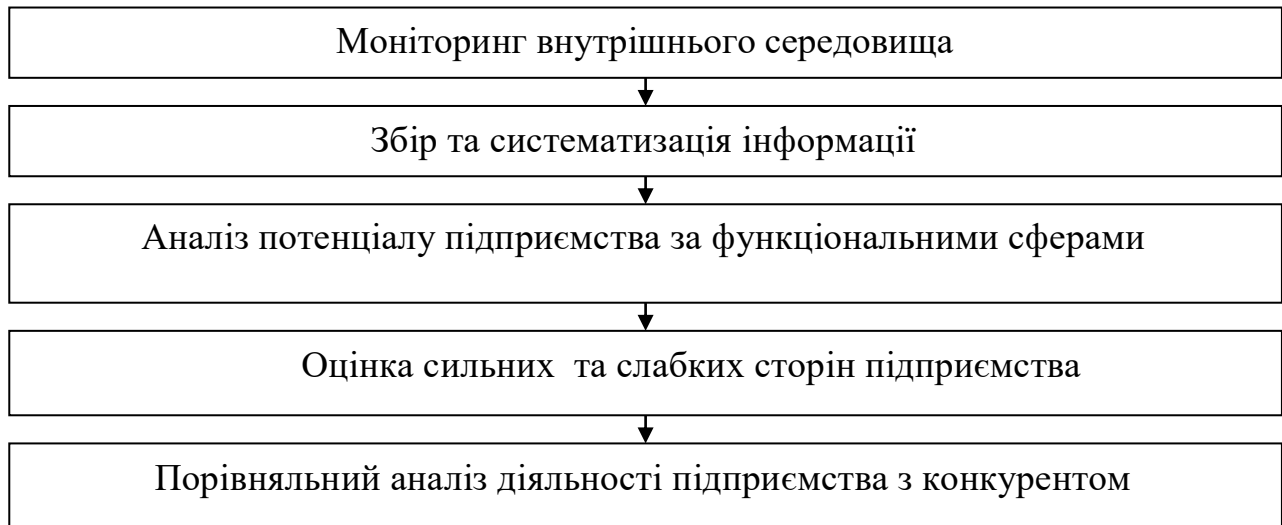 Моніторинг внутрішнього середовища
Збір та систематизація інформації
Аналіз потенціалу підприємства за функціональними сферами
Оцінка сильних та слабких сторін підприємства
Порівняльний аналіз діяльності підприємства з конкурентом